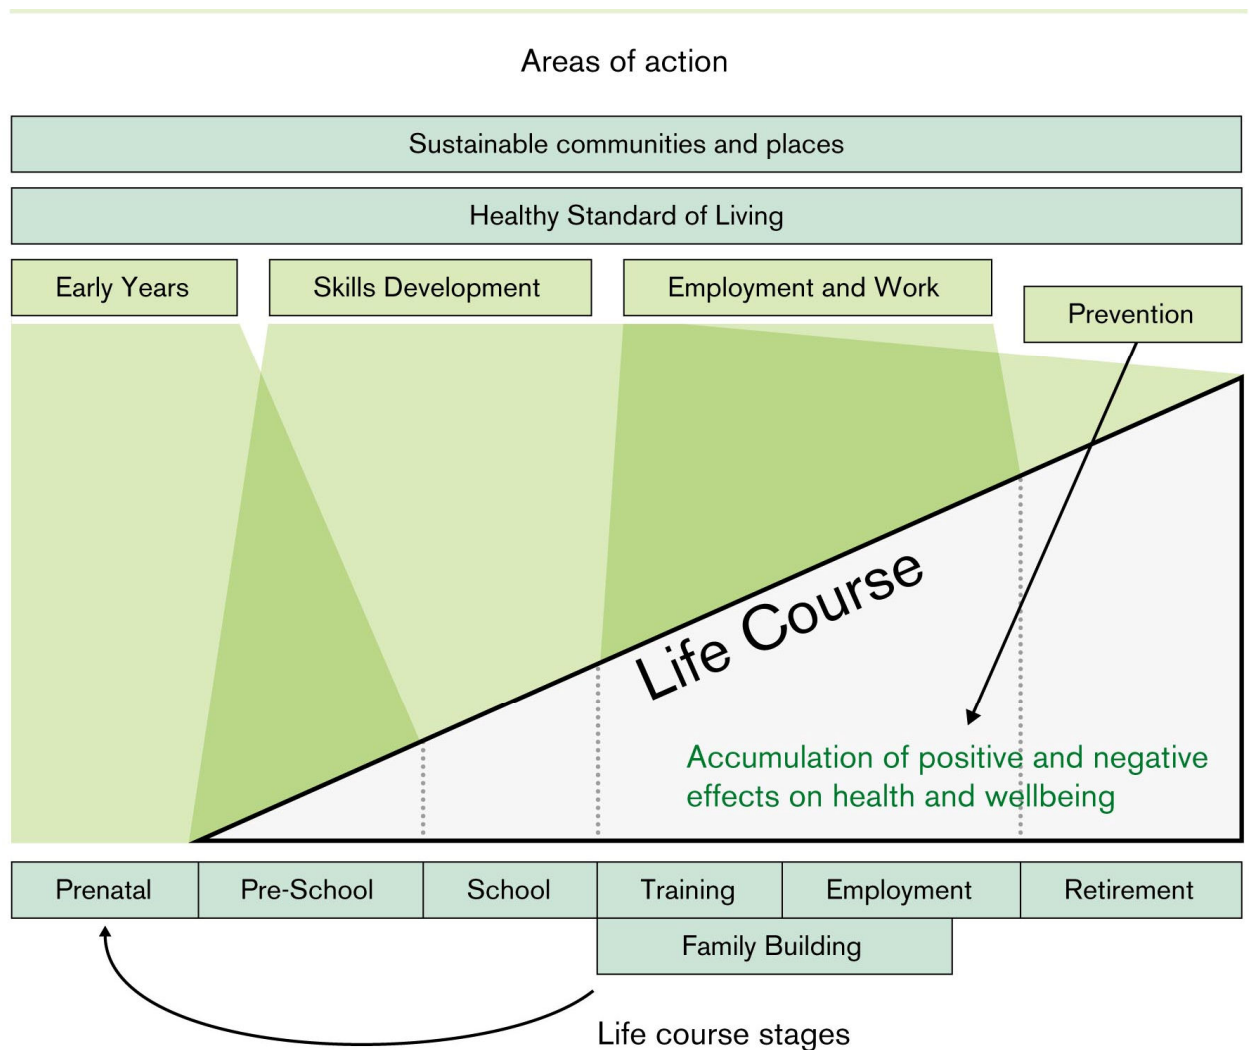 Areas of action
Sustainable communities and places
Healthy Standard of Living
Early Years
Skills Development
Employment and Work
Prevention
Life Course
Accumulation of positive and negative
effects on health and wellbeing
Prenatal
Pre-School
School
Training
Employment
Retirement
Family Building
Life course stages